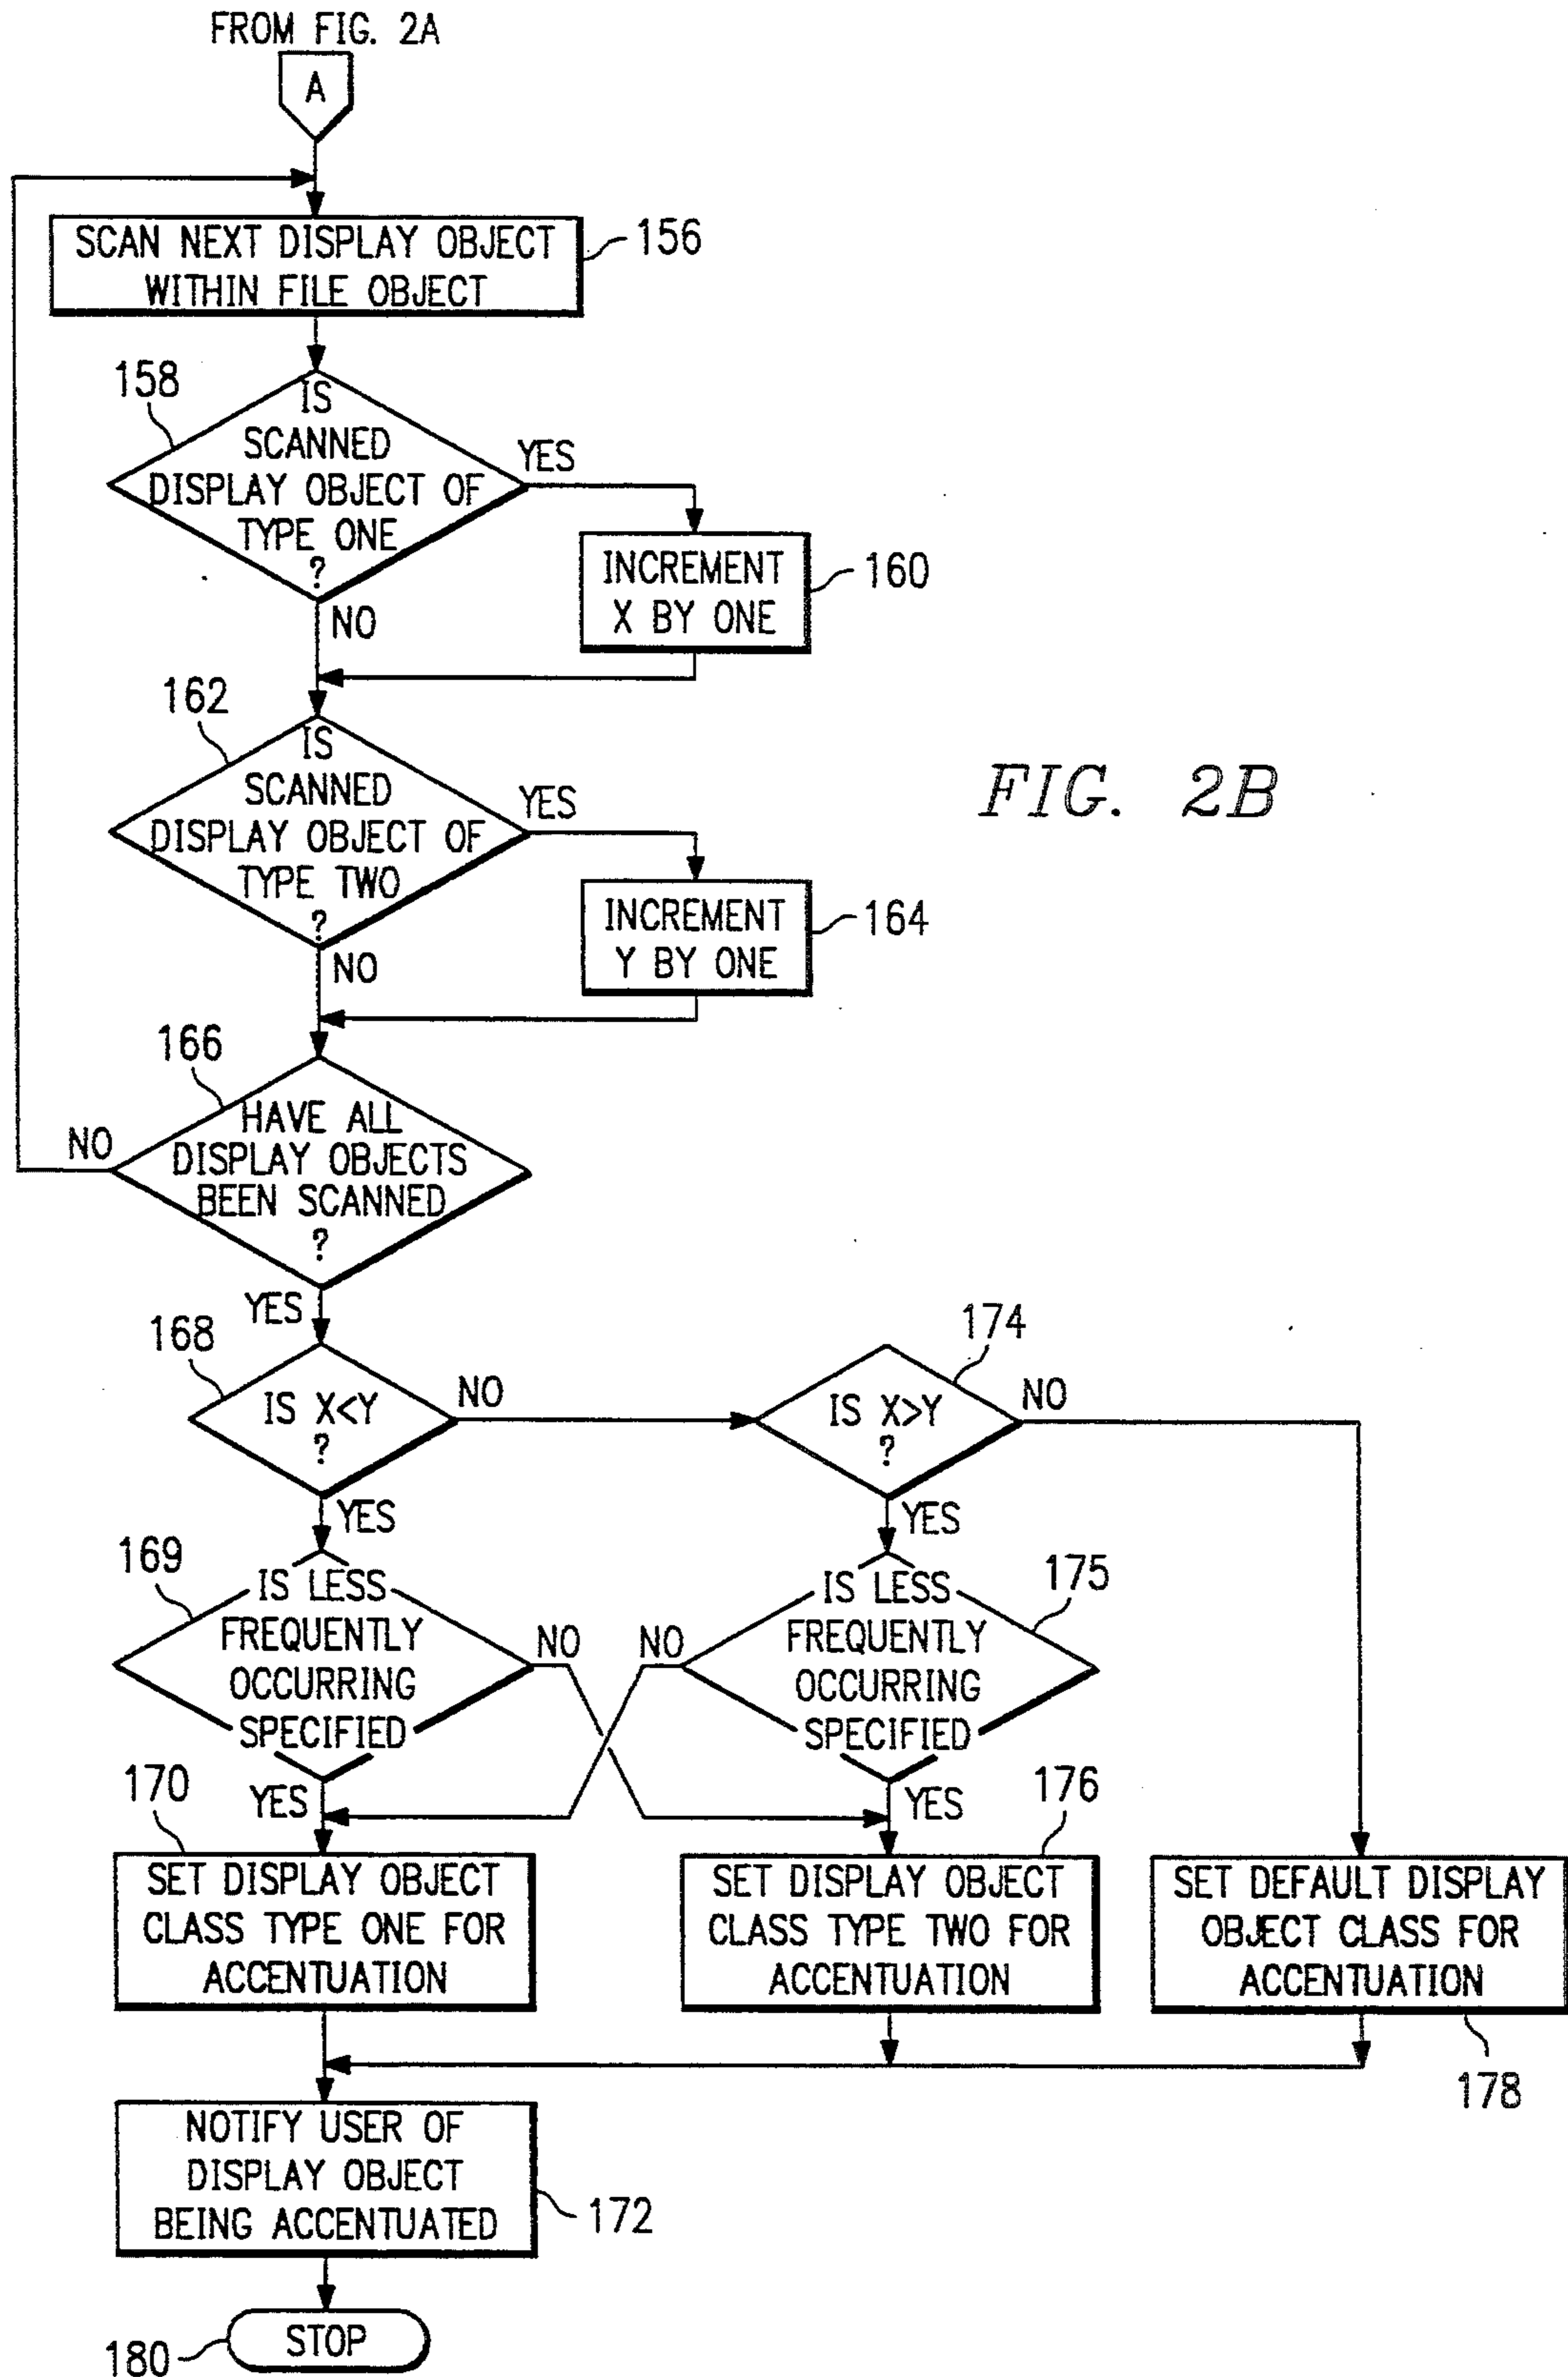 FROM FIG. 2A
A
SCAN NEXT DISPLAY OBJECT
WITHIN FILE OBJECT
156
158
IS
SCANNED
DISPLAY OBJECT OF
TYPE ONE
?
YES
NO
INCREMENT
X BY ONE
160
162
IS
SCANNED
DISPLAY OBJECT OF
TYPE TWO
?
YES
NO
INCREMENT
Y BY ONE
164
FIG. 2B
166
HAVE ALL
DISPLAY OBJECTS
BEEN SCANNED
?
NO
YES
168
IS X<Y
?
NO
YES
174
IS X>Y
?
NO
YES
169
IS LESS
FREQUENTLY
OCCURRING
SPECIFIED
NO
YES
175
IS LESS
FREQUENTLY
OCCURRING
SPECIFIED
NO
YES
170
SET DISPLAY OBJECT
CLASS TYPE ONE FOR
ACCENTUATION
176
SET DISPLAY OBJECT
CLASS TYPE TWO FOR
ACCENTUATION
SET DEFAULT DISPLAY
OBJECT CLASS FOR
ACCENTUATION
178
NOTIFY USER OF
DISPLAY OBJECT
BEING ACCENTUATED
172
180
STOP